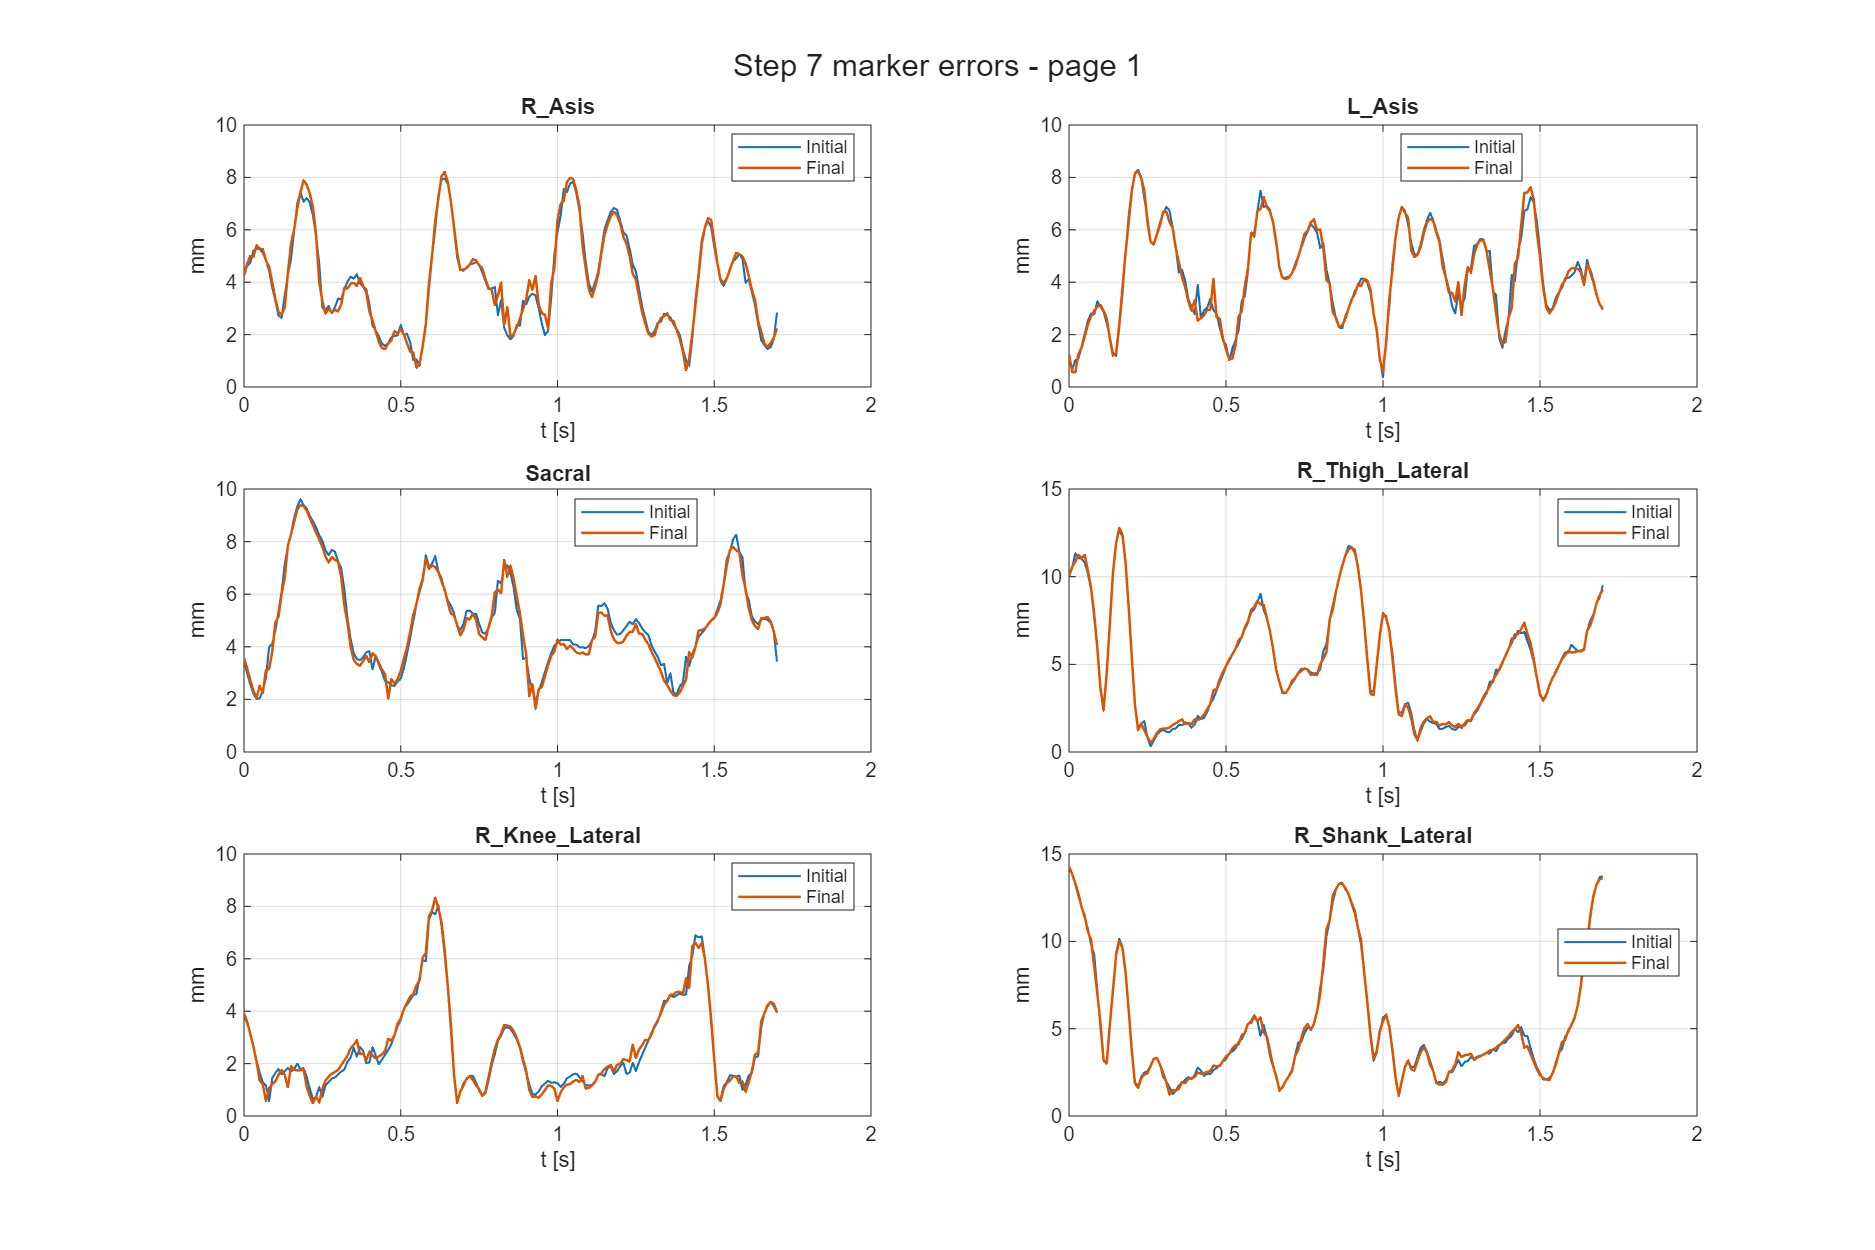 Step 7 marker errors - page 1
R_Asis
10
8
6
4
2
0
mm
0 0.5 1 1.5 2
t [s]
Initial
Final
L_Asis
10
8
6
4
2
0
mm
0 0.5 1 1.5 2
t [s]
Initial
Final
Sacral
10
8
6
4
2
0
mm
0 0.5 1 1.5 2
t [s]
Initial
Final
R_Thigh_Lateral
15
10
5
0
mm
0 0.5 1 1.5 2
t [s]
Initial
Final
R_Knee_Lateral
10
8
6
4
2
0
mm
0 0.5 1 1.5 2
t [s]
Initial
Final
R_Shank_Lateral
15
10
5
0
mm
0 0.5 1 1.5 2
t [s]
Initial
Final